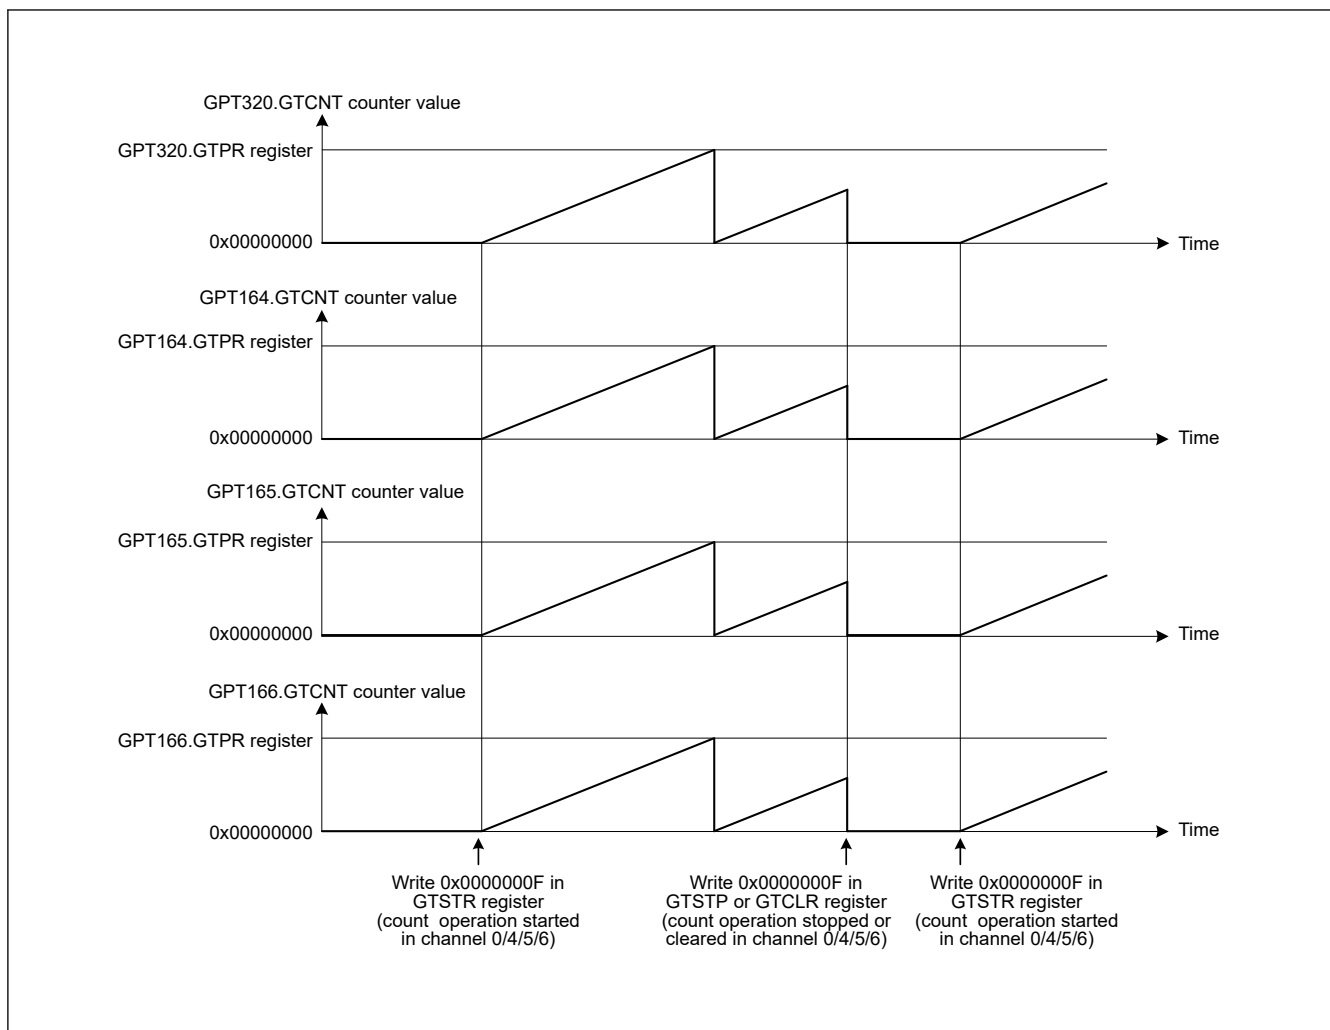 GPT320.GTCNT counter value
GPT320.GTPR register
0x00000000
Time
GPT164.GTCNT counter value
GPT164.GTPR register
0x00000000
Time
GPT165.GTCNT counter value
GPT165.GTPR register
0x00000000
Time
GPT166.GTCNT counter value
GPT166.GTPR register
0x00000000
Time
Write 0x0000000F in
GTSTR register
(count operation started
in channel 0/4/5/6)
Write 0x0000000F in
GTSTP or GTCLR register
(count operation stopped or
cleared in channel 0/4/5/6)
Write 0x0000000F in
GTSTR register
(count operation started
in channel 0/4/5/6)